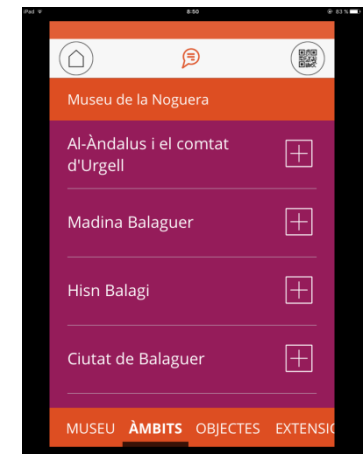 iPad 8:50 83 %
Museu de la Noguera
Al-Àndalus i el comtat
d'Urgell
Madina Balaguer
Hisn Balagi
Ciutat de Balaguer
MUSEU ÀMBITS OBJECTES EXTENSIO